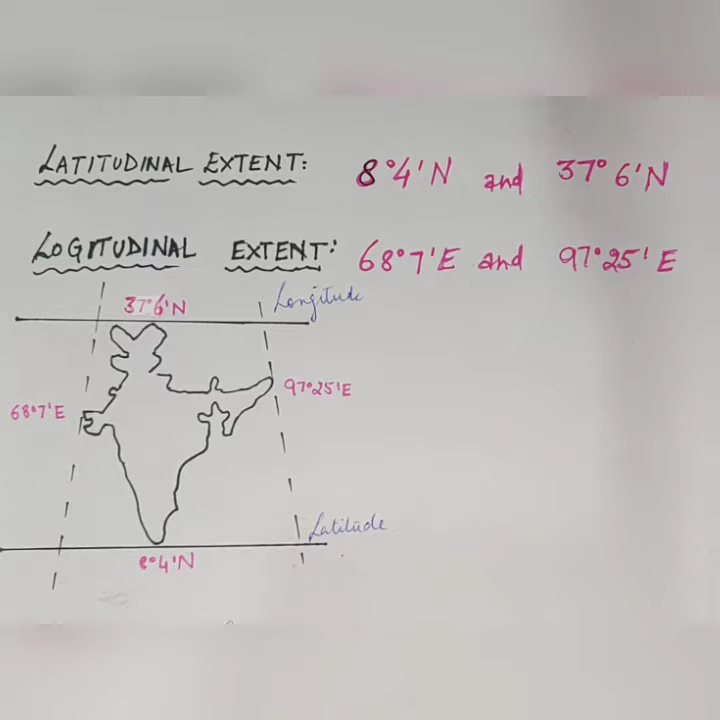 LATITUDINAL EXTENT: 8°4'N and 37°6'N
LOGITUDINAL EXTENT: 68°7'E and 97°25'E
37°6'N
Longitude
68°7'E
97°25'E
Latitude
8°4'N